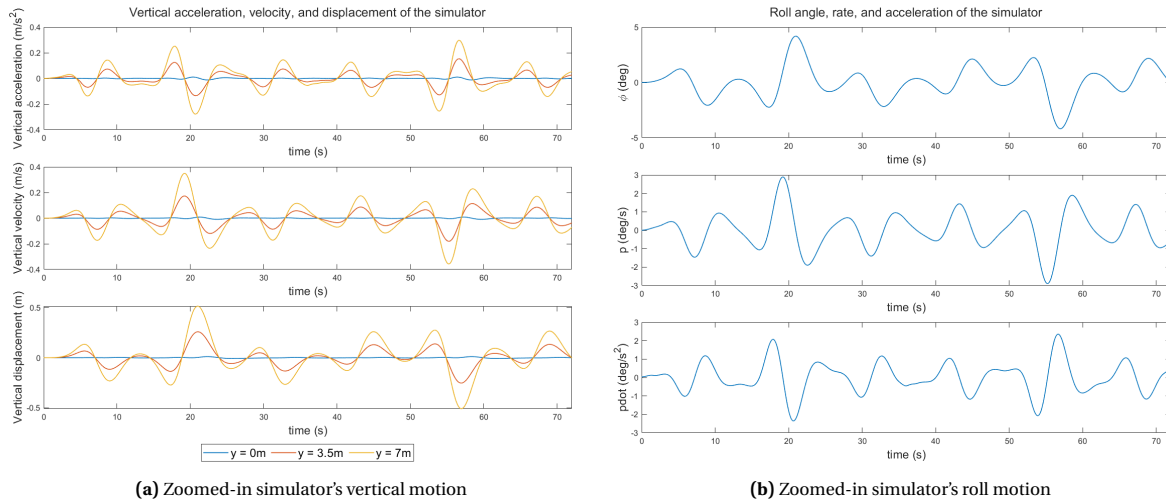 Vertical acceleration, velocity, and displacement of the simulator
Vertical acceleration (m/s²)
0.4
0.2
0
-0.2
-0.4
0 10 20 30 40 50 60 70
time (s)
Vertical velocity (m/s)
0.4
0.2
0
-0.2
-0.4
0 10 20 30 40 50 60 70
time (s)
Vertical displacement (m)
0.5
0
-0.5
0 10 20 30 40 50 60 70
time (s)
y = 0m y = 3.5m y = 7m
(a) Zoomed-in simulator's vertical motion
Roll angle, rate, and acceleration of the simulator
ϕ (deg)
5
0
-5
0 10 20 30 40 50 60 70
time (s)
p (deg/s)
3
2
1
0
-1
-2
-3
0 10 20 30 40 50 60 70
time (s)
pdot (deg/s²)
3
2
1
0
-1
-2
-3
0 10 20 30 40 50 60 70
time (s)
(b) Zoomed-in simulator's roll motion